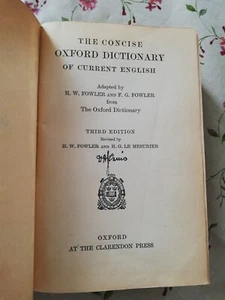 THE CONCISE
OXFORD DICTIONARY
OF CURRENT ENGLISH
Adapted by
H. W. FOWLER AND F. G. FOWLER
from
The Oxford Dictionary
THIRD EDITION
Revised by
H. W. FOWLER AND H. G. LE MESURIER
OXFORD
AT THE CLARENDON PRESS